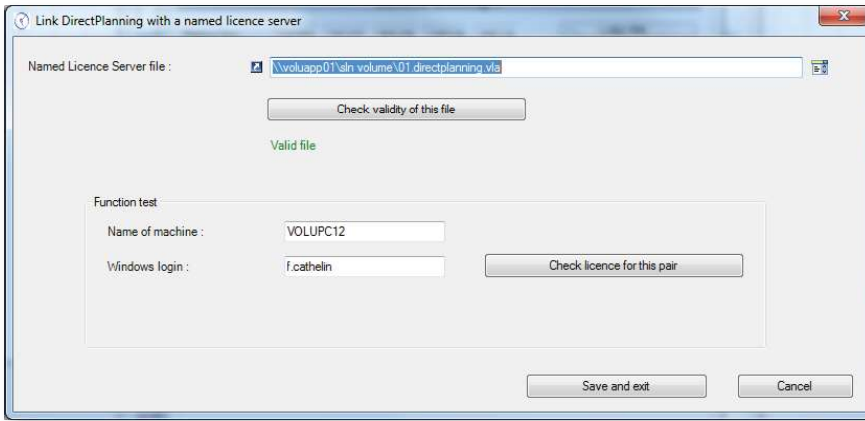 Link DirectPlanning with a named licence server
Named Licence Server file :
\\voluapp01\sln volume\01.directplanning.vla
Check validity of this file
Valid file
Function test
Name of machine :
VOLUPC12
Windows login :
f.cathelin
Check licence for this pair
Save and exit
Cancel